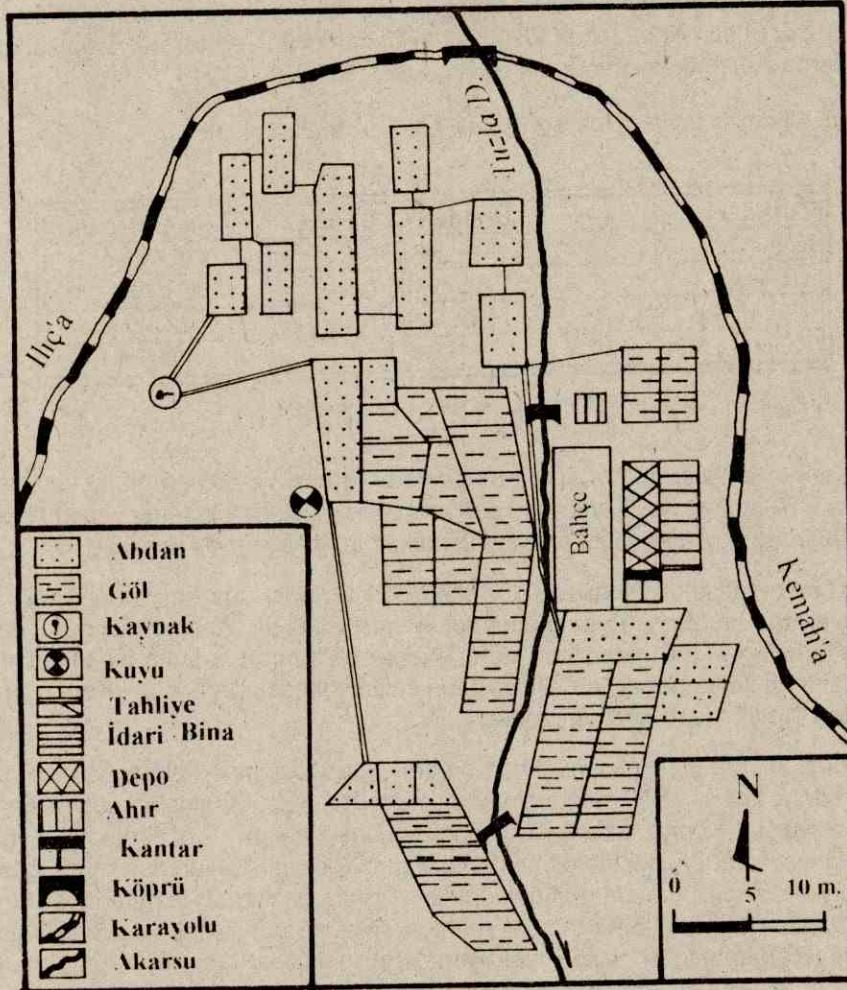 Tuzla D.
Ilıç'a
Bahçe
Kemah'a
Abdan
Göl
Kaynak
Kuyu
Tahliye
İdari Bina
Depo
Ahır
Kantar
Köprü
Karayolu
Akarsu
N
0 5 10 m.